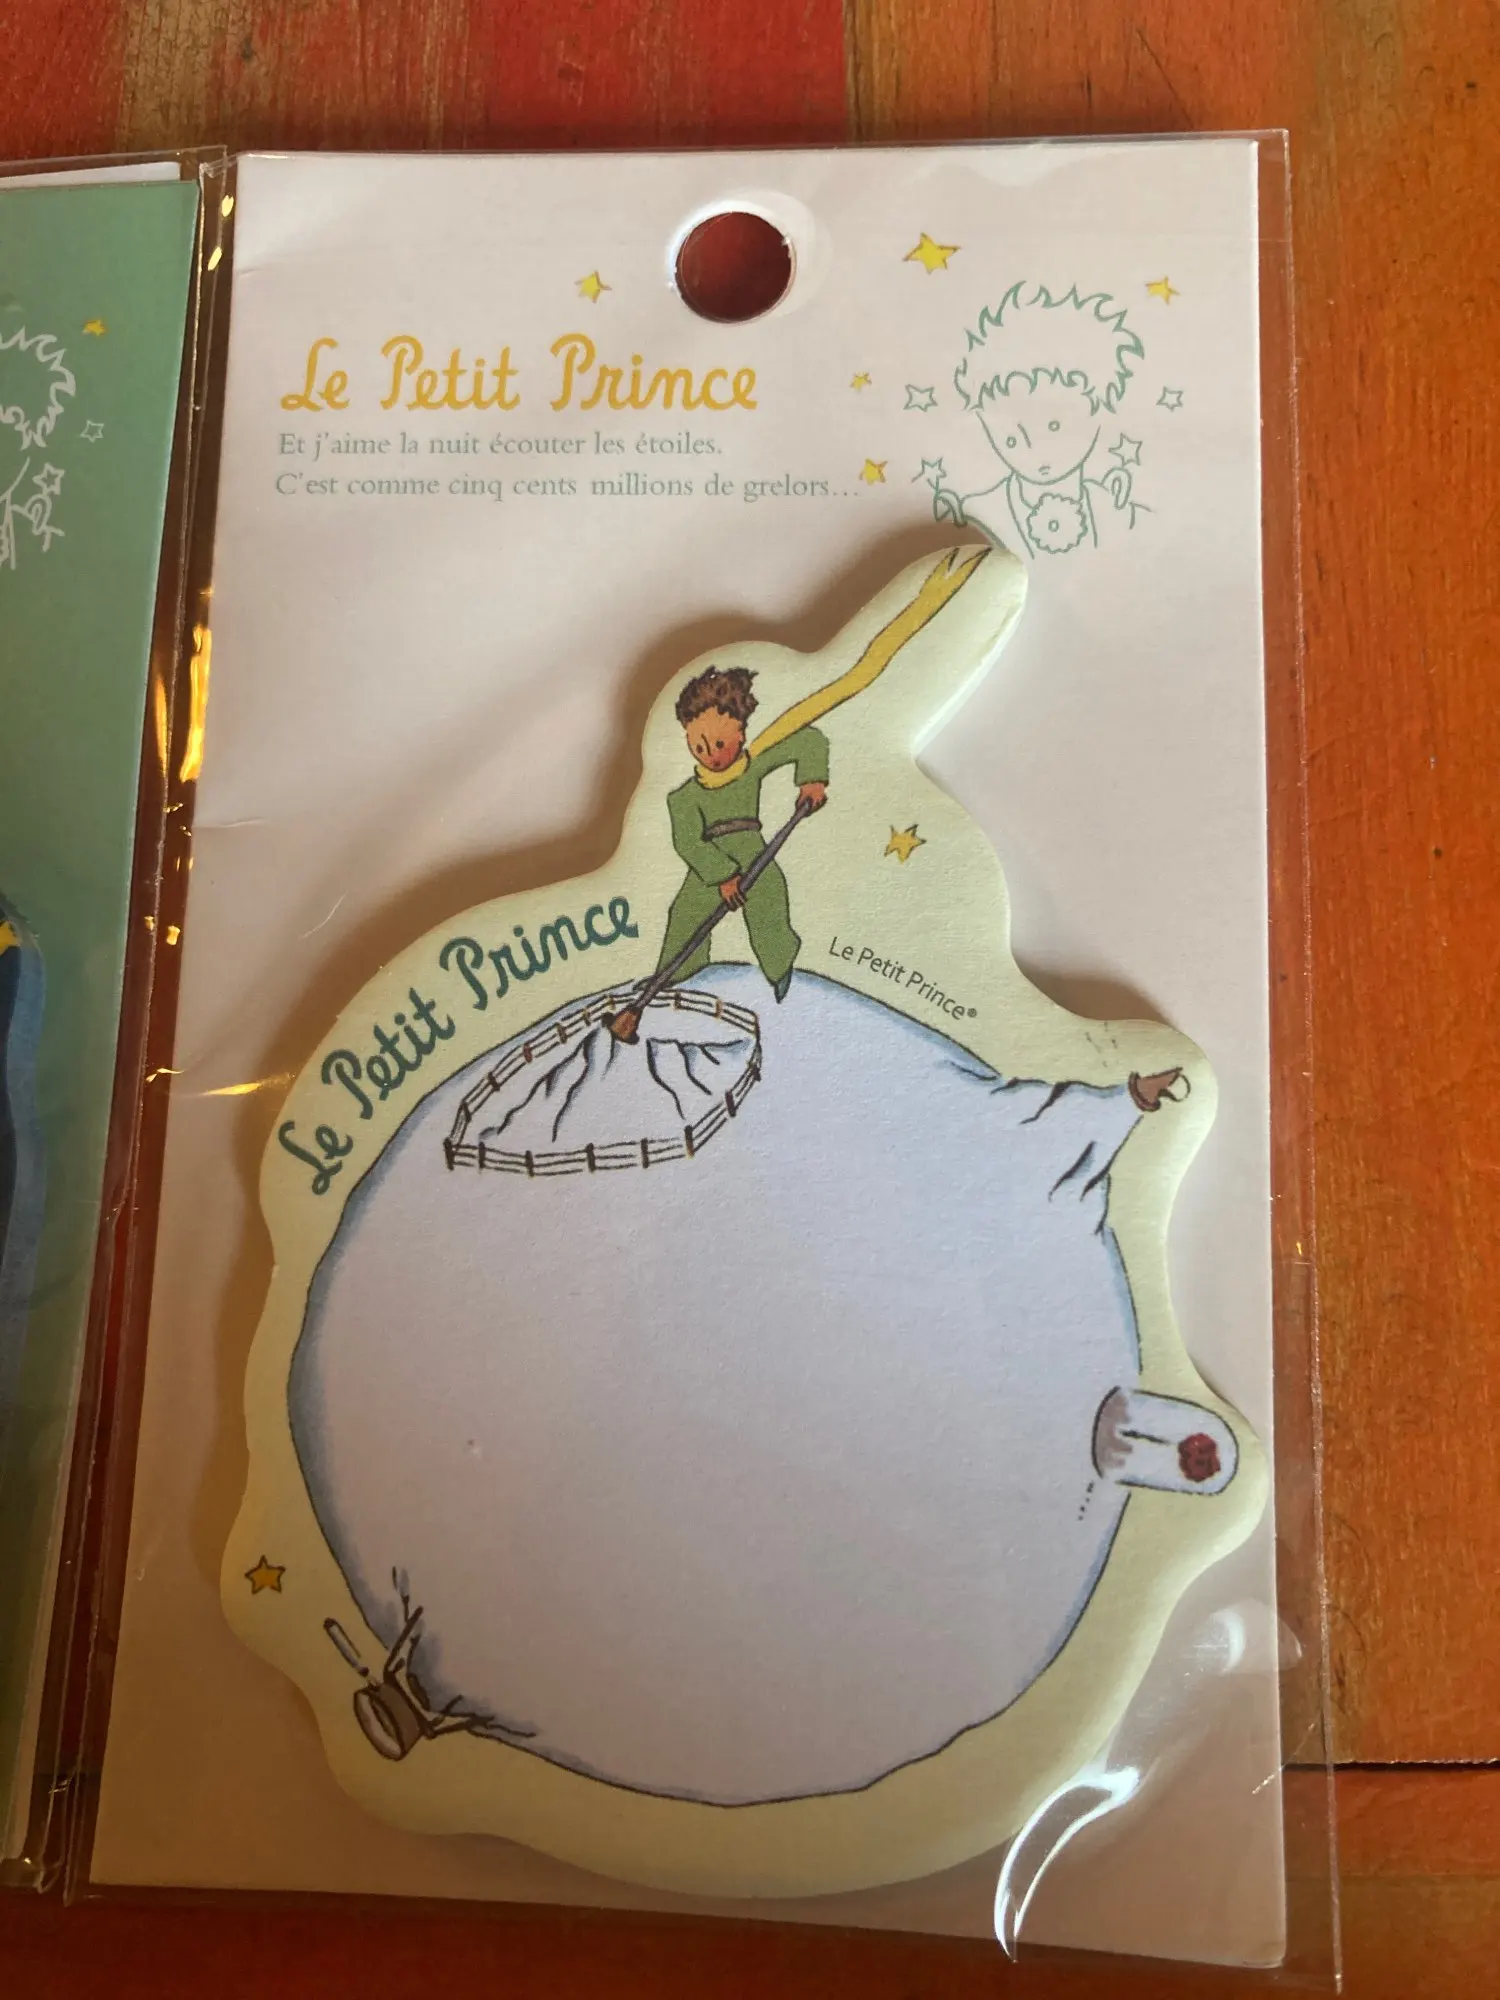 Le Petit Prince
Et j'aime la nuit écouter les étoiles.
C'est comme cinq cents millions de grelors...
Le Petit Prince
Le Petit Prince®